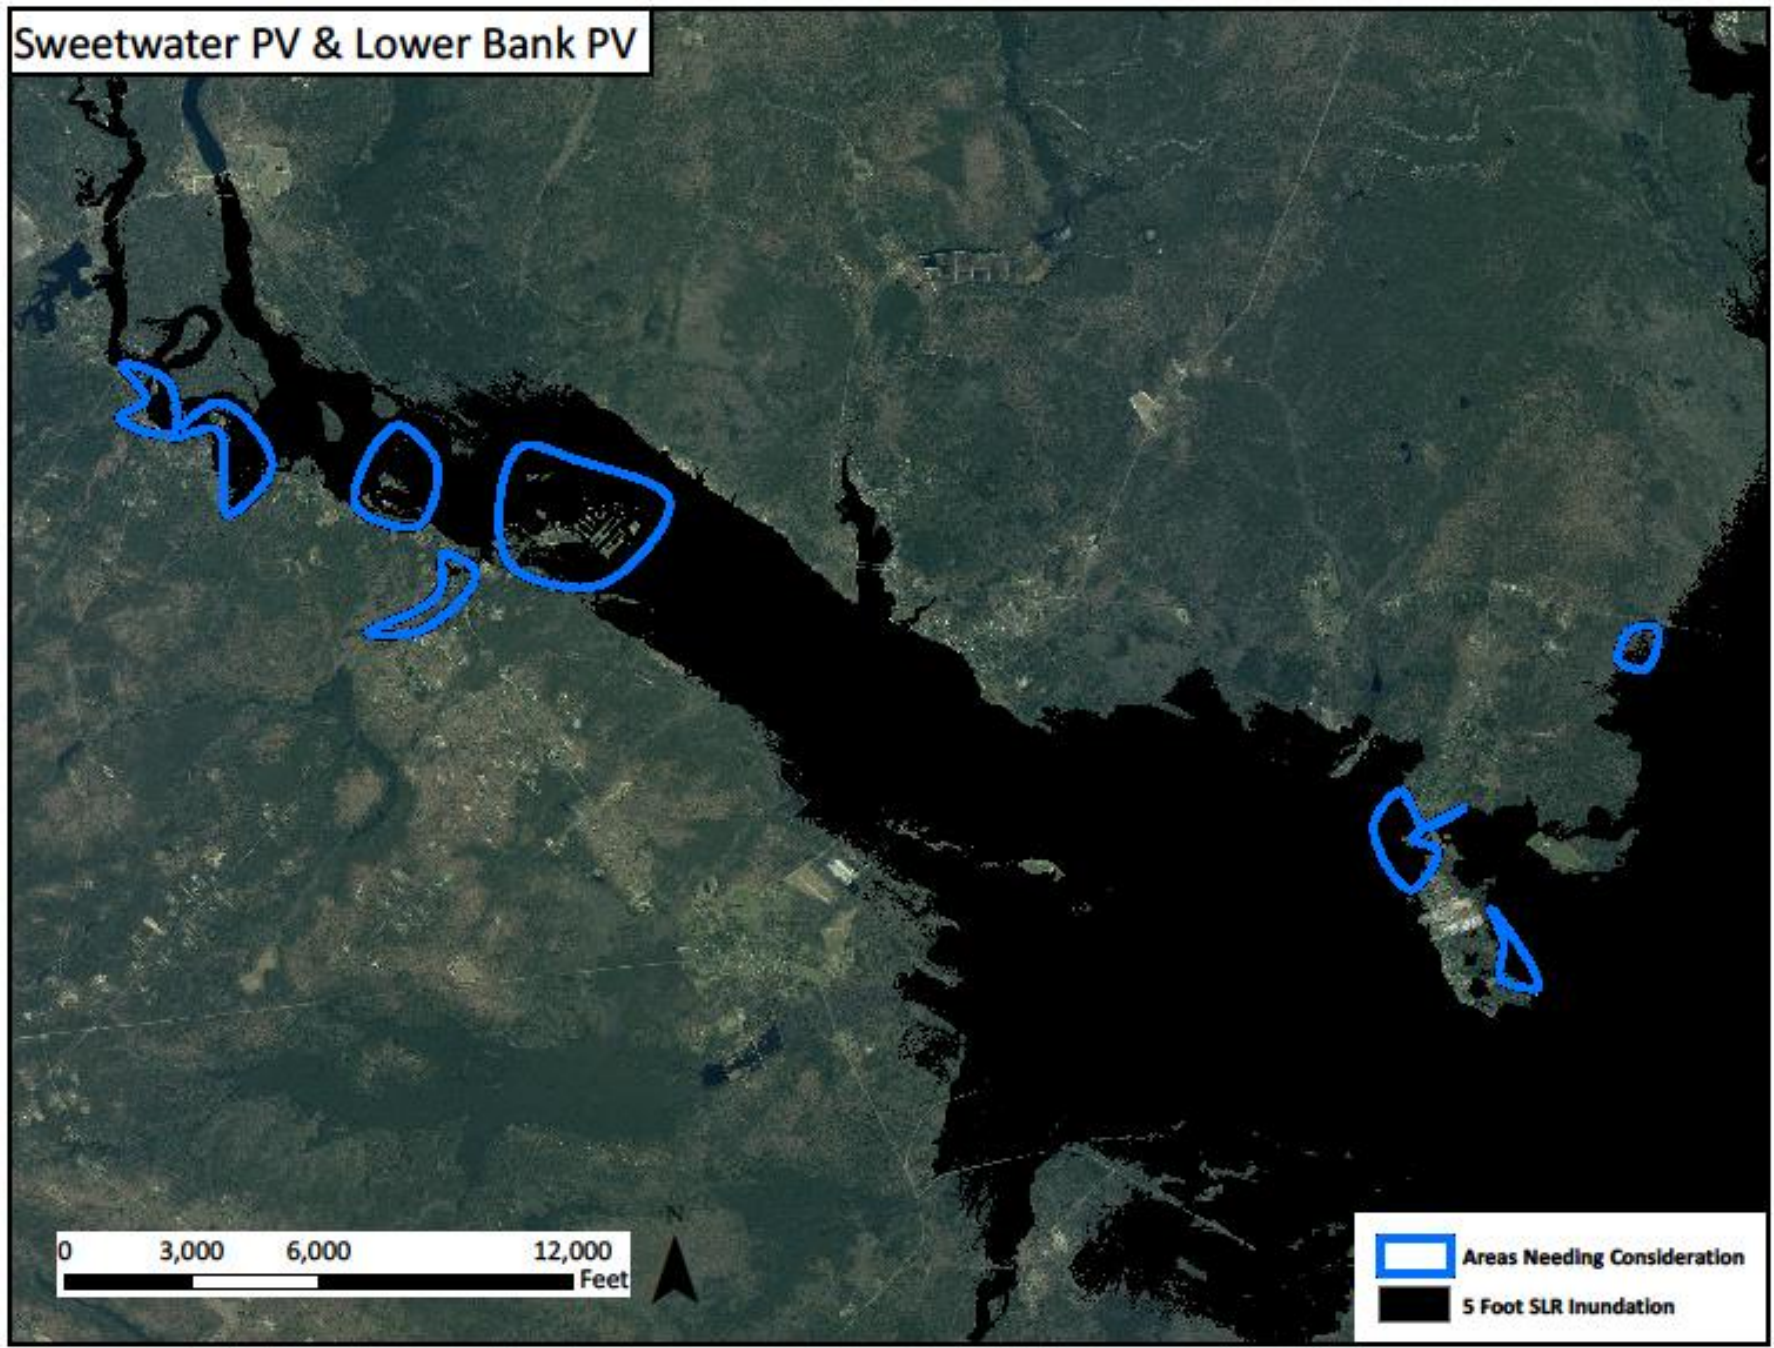 Sweetwater PV & Lower Bank PV
0 3,000 6,000 12,000
Feet
N
Areas Needing Consideration
5 Foot SLR Inundation